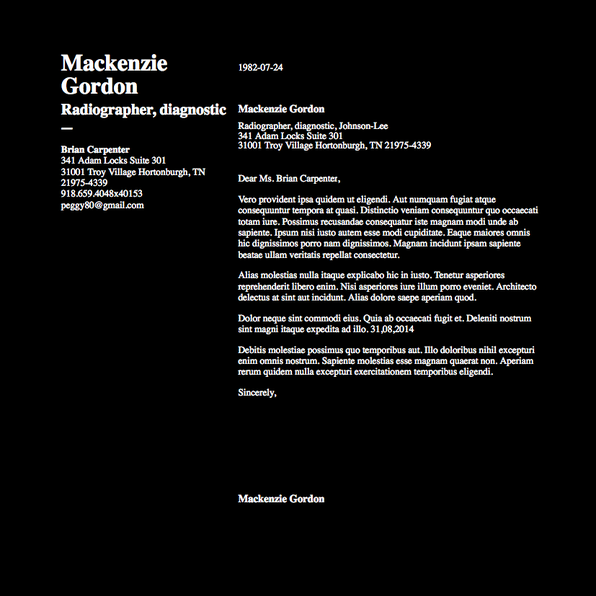 Mackenzie
Gordon
Radiographer, diagnostic
—
Brian Carpenter
341 Adam Locks Suite 301
31001 Troy Village Hortonburgh, TN
21975-4339
918.659.4048x40153
peggy80@gmail.com
1982-07-24
Mackenzie Gordon
Radiographer, diagnostic, Johnson-Lee
341 Adam Locks Suite 301
31001 Troy Village Hortonburgh, TN 21975-4339
Dear Ms. Brian Carpenter,
Vero provident ipsa quidem ut eligendi. Aut numquam fugiat atque
consequuntur tempora at quasi. Distinctio veniam consequuntur quo occaecati
totam iure. Possimus recusandae consequatur iste magnam modi unde ab
sapiente. Ipsum nisi iusto autem esse modi cupiditate. Eaque maiores omnis
hic dignissimos porro nam dignissimos. Magnam incidunt ipsam sapiente
beatae ullam veritatis repellat consectetur.
Alias molestias nulla itaque explicabo hic in iusto. Tenetur asperiores
reprehenderit libero enim. Nisi asperiores iure illum porro eveniet. Architecto
delectus at sint aut incidunt. Alias dolore saepe aperiam quod.
Dolor neque sint commodi eius. Quia ab occaecati fugit et. Deleniti nostrum
sint magni itaque expedita ad illo. 31,08,2014
Debitis molestiae possimus quo temporibus aut. Illo doloribus nihil excepturi
enim omnis nostrum. Sapiente molestias esse magnam quaerat non. Aperiam
rerum quidem nulla excepturi exercitationem temporibus eligendi.
Sincerely,
Mackenzie Gordon